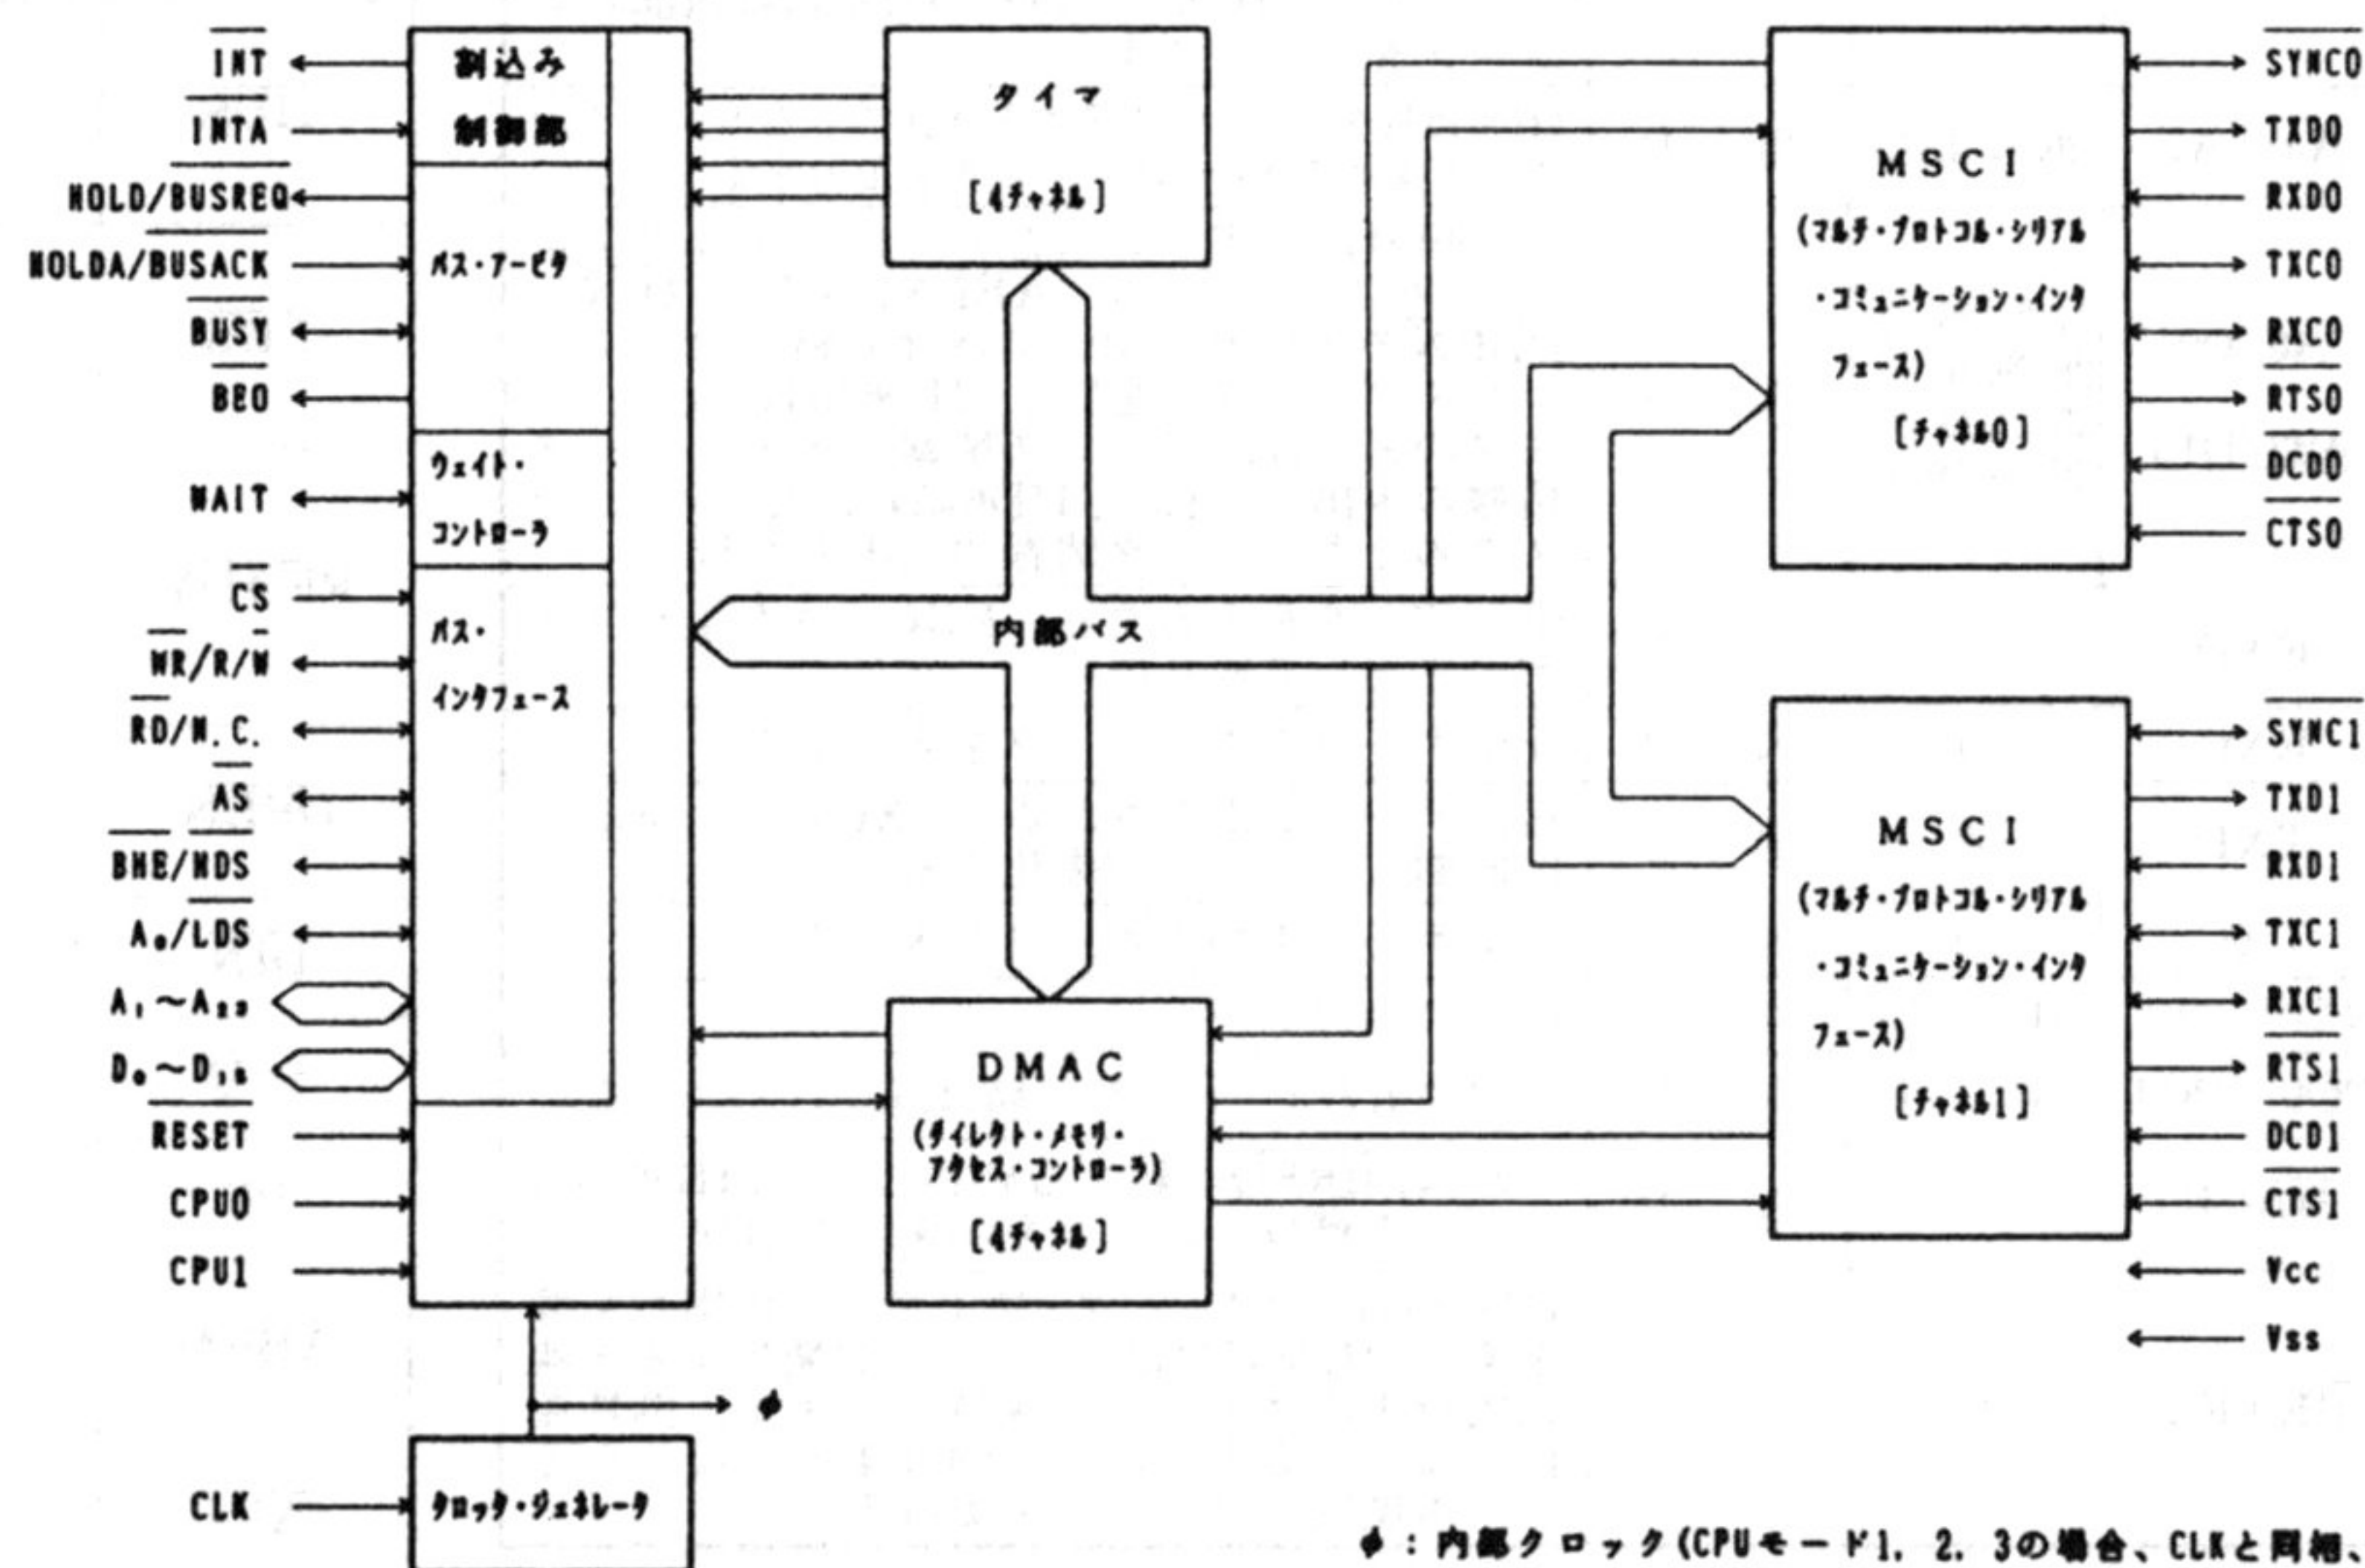 INT
INTA
HOLD/BUSREQ
HOLDA/BUSACK
BUSY
BEO
WAIT
CS
WR/R/W
RD/N.C.
AS
BHE/HDS
A₀/LDS
A₁~A₂₃
D₀~D₁₅
RESET
CPU0
CPU1
CLK
割込み
制御部
バス・アービタ
ウェイト・
コントローラ
バス・
インタフェース
タイマ
[4チャネル]
内部バス
DMAC
(ダイレクト・メモリ・
アクセス・コントローラ)
[4チャネル]
φ
クロック・ジェネレータ
MSCI
(マルチ・プロトコル・シリアル
・コミュニケーション・インタ
フェース)
[チャネル0]
SYNC0
TXD0
RXD0
TXC0
RXC0
RTS0
DCD0
CTS0
MSCI
(マルチ・プロトコル・シリアル
・コミュニケーション・インタ
フェース)
[チャネル1]
SYNC1
TXD1
RXD1
TXC1
RXC1
RTS1
DCD1
CTS1
Vcc
Vss
φ:内部クロック(CPUモード1, 2, 3の場合、CLKと同相、